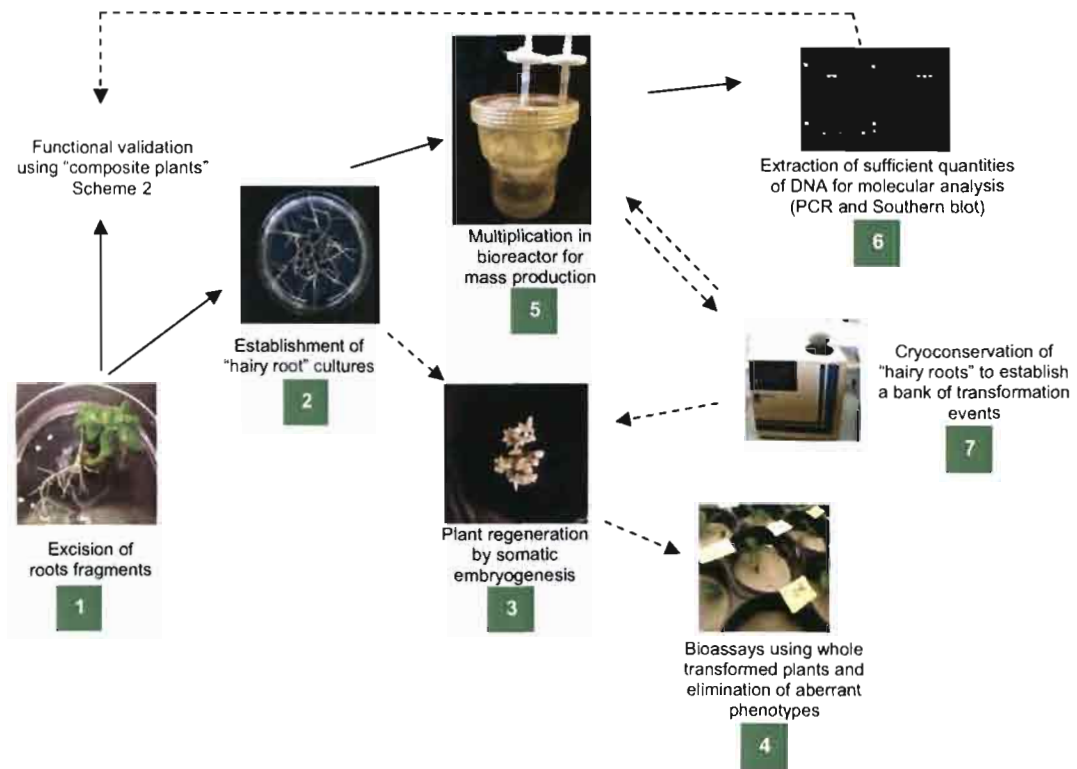 Functional validation
using "composite plants"
Scheme 2
Excision of
roots fragments
1
Establishment of
"hairy root" cultures
2
Multiplication in
bioreactor for
mass production
5
Plant regeneration
by somatic
embryogenesis
3
Extraction of sufficient quantities
of DNA for molecular analysis
(PCR and Southern blot)
6
Cryoconservation of
"hairy roots" to establish
a bank of transformation
events
7
Bioassays using whole
transformed plants and
elimination of aberrant
phenotypes
4